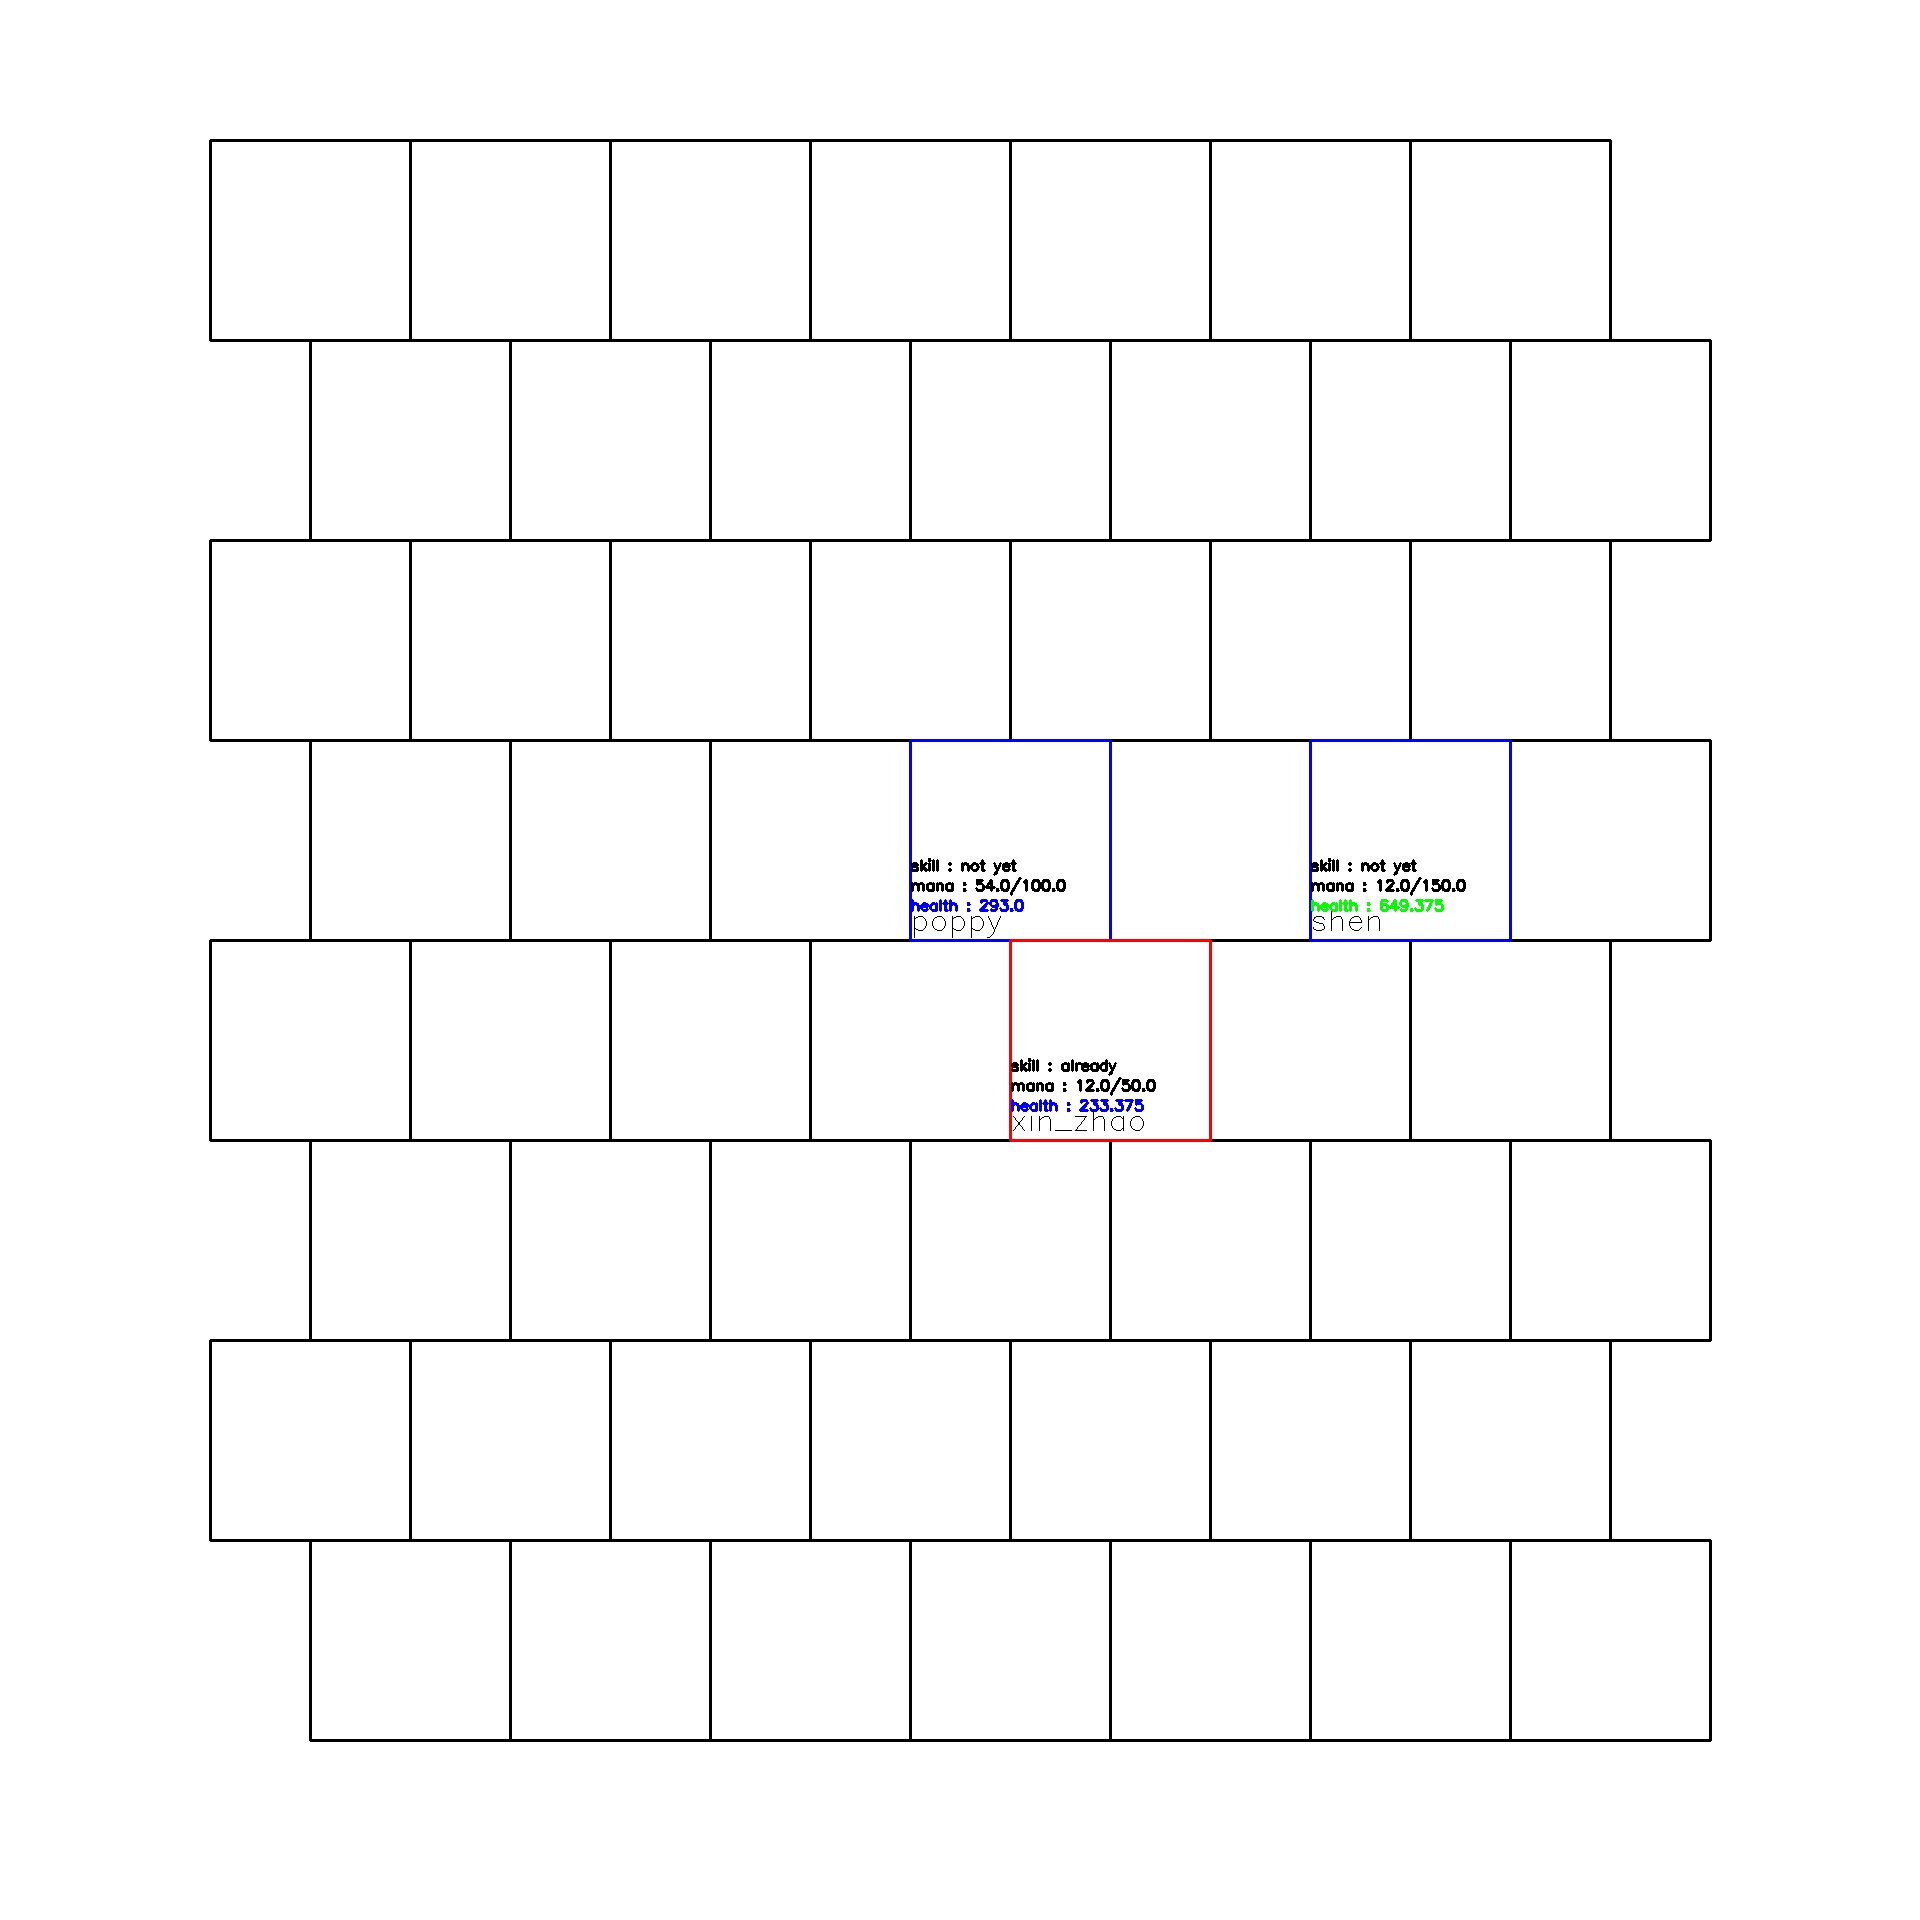 skill : not yet
mana : 54.0/100.0
health : 293.0
poppy
skill : not yet
mana : 12.0/150.0
health : 649.375
shen
skill : already
mana : 12.0/50.0
health : 233.375
xin_zhao